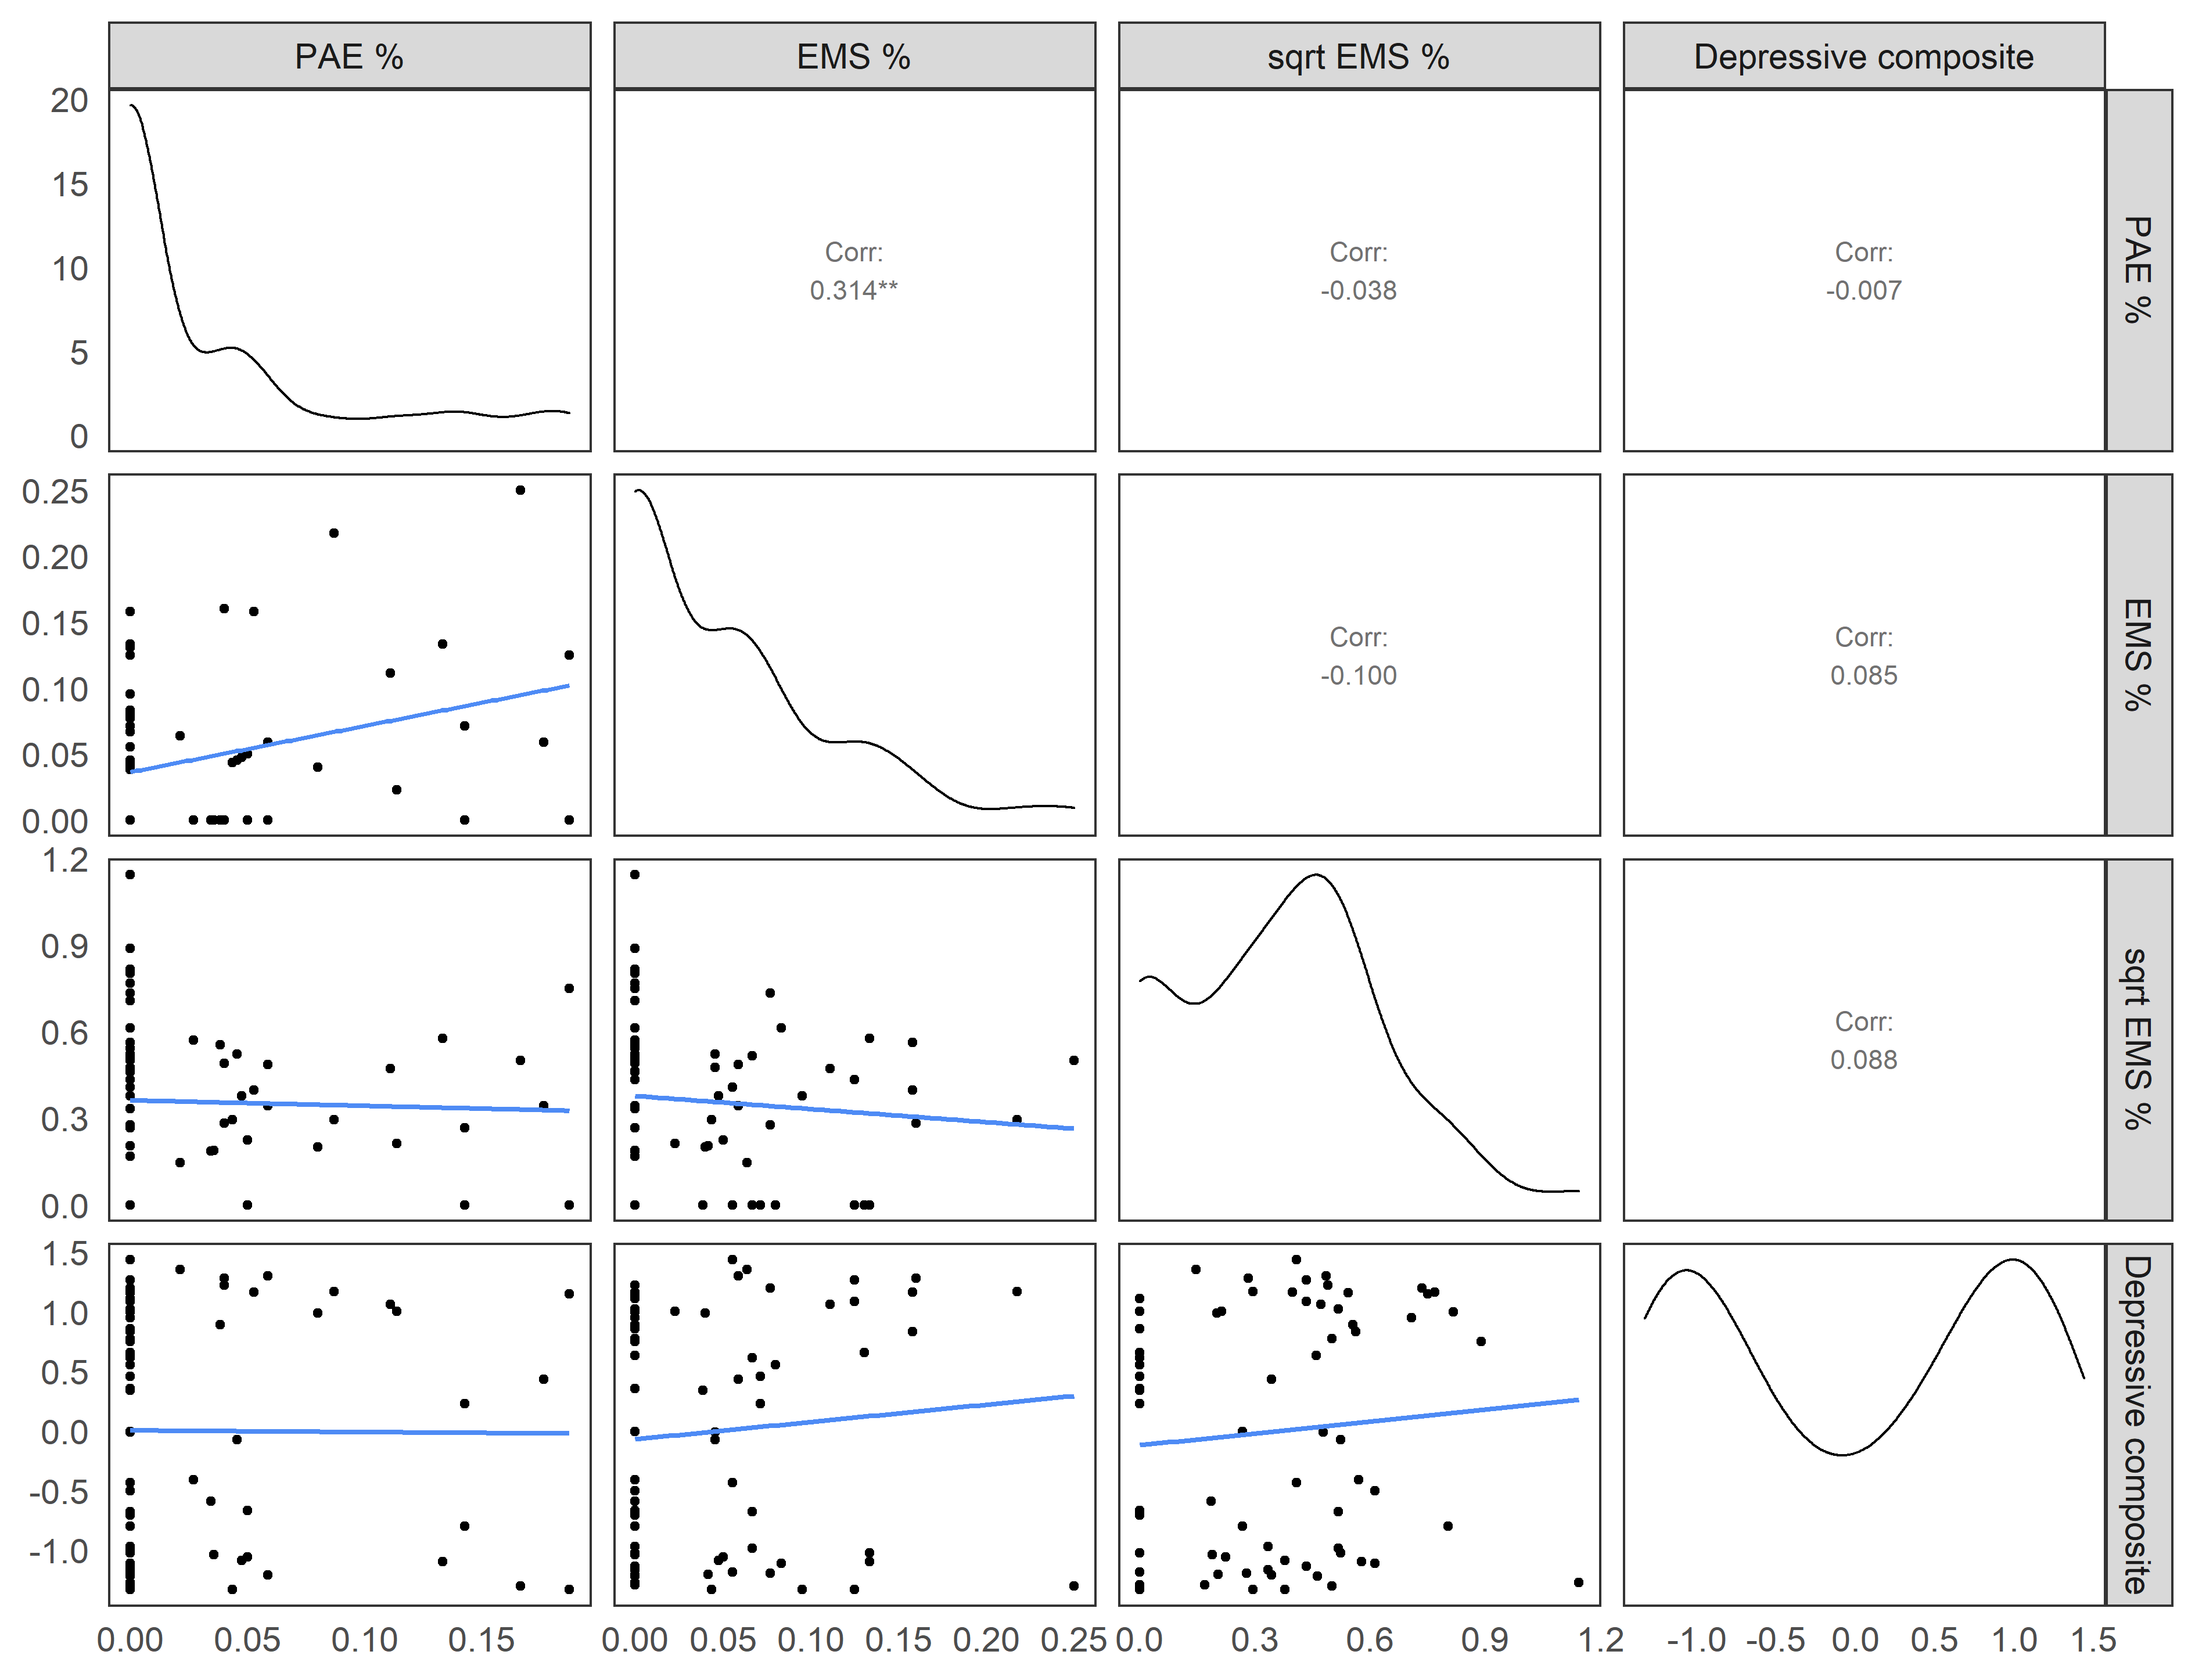 PAE % EMS % sqrt EMS % Depressive composite
20
15
10
5
0
Corr:
0.314**
Corr:
-0.038
Corr:
-0.007
PAE %
0.25
0.20
0.15
0.10
0.05
0.00
Corr:
-0.100
Corr:
0.085
EMS %
1.2
0.9
0.6
0.3
0.0
Corr:
0.088
sqrt EMS %
1.5
1.0
0.5
0.0
-0.5
-1.0
Depressive composite
0.00 0.05 0.10 0.15 0.00 0.05 0.10 0.15 0.20 0.25 0.0 0.3 0.6 0.9 1.2 -1.0 -0.5 0.0 0.5 1.0 1.5